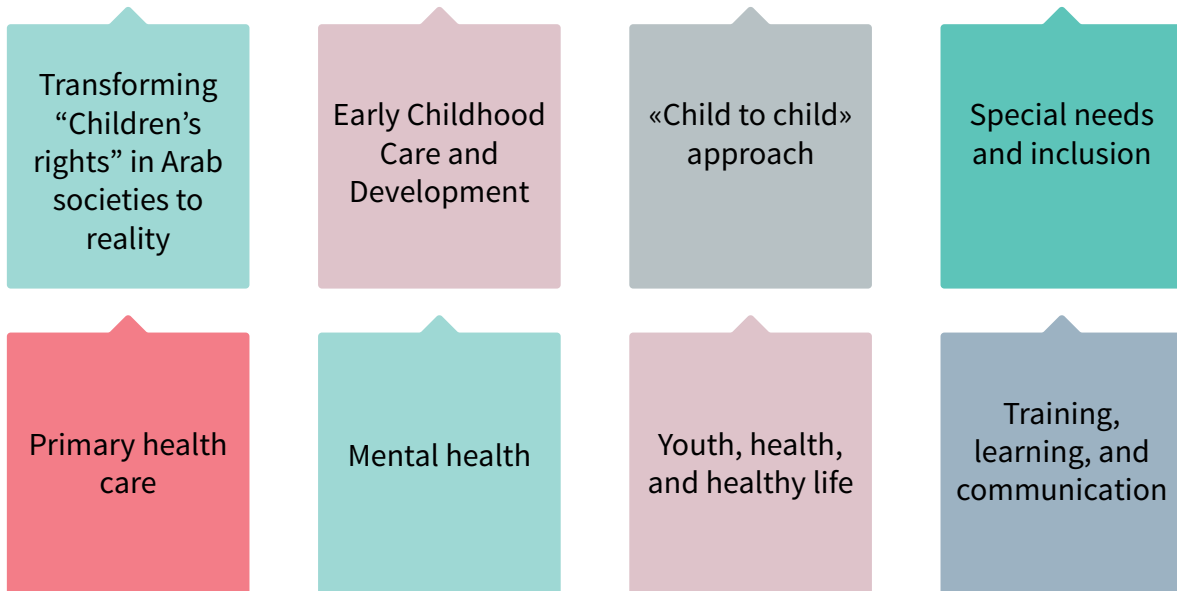 Transforming
“Children’s
rights” in Arab
societies to
reality
Early Childhood
Care and
Development
«Child to child»
approach
Special needs
and inclusion
Primary health
care
Mental health
Youth, health,
and healthy life
Training,
learning, and
communication